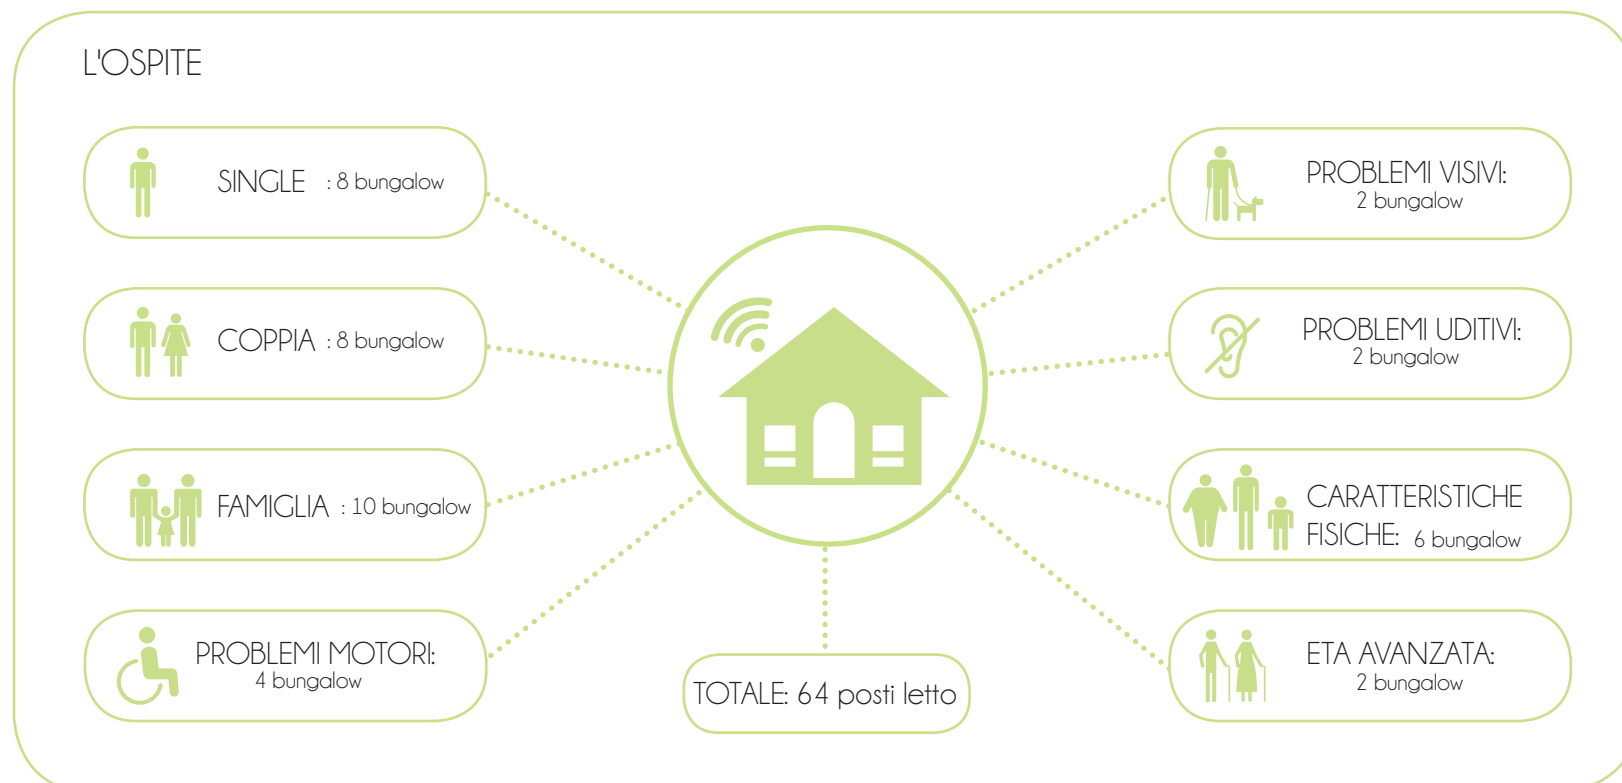 L'OSPITE
SINGLE : 8 bungalow
COPPIA : 8 bungalow
FAMIGLIA : 10 bungalow
PROBLEMI MOTORI:
4 bungalow
TOTALE: 64 posti letto
PROBLEMI VISIVI:
2 bungalow
PROBLEMI UDITIVI:
2 bungalow
CARATTERISTICHE
FISICHE: 6 bungalow
ETA AVANZATA:
2 bungalow